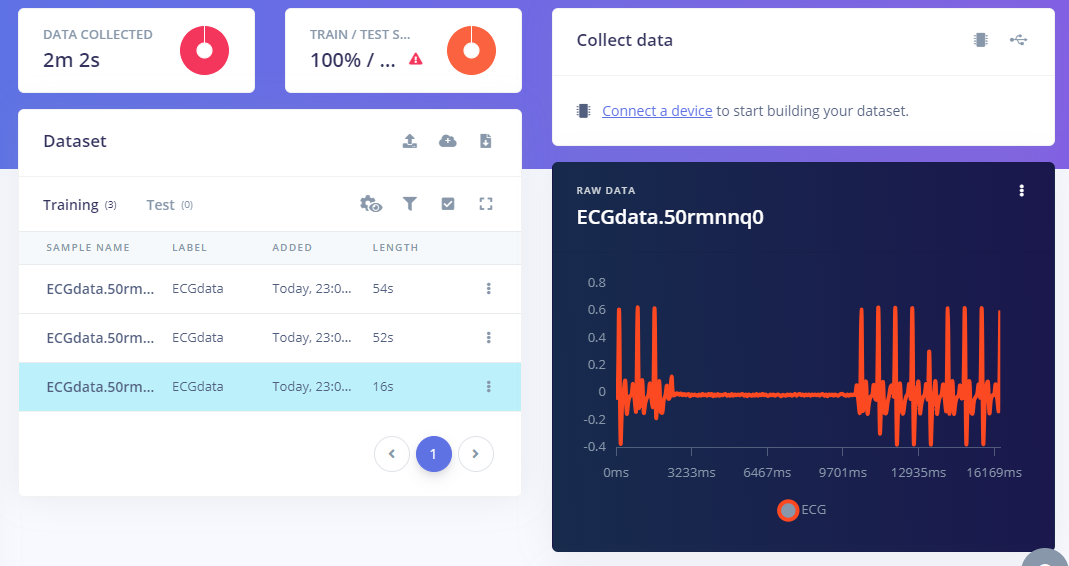 DATA COLLECTED
2m 2s
TRAIN / TEST S...
100% / ...
Collect data
Connect a device to start building your dataset.
Dataset
Training (3) Test (0)
SAMPLE NAME LABEL ADDED LENGTH
ECGdata.50rm... ECGdata Today, 23:0... 54s
ECGdata.50rm... ECGdata Today, 23:0... 52s
ECGdata.50rm... ECGdata Today, 23:0... 16s
1
RAW DATA
ECGdata.50rmnnq0
0.8
0.6
0.4
0.2
0
-0.2
-0.4
0ms 3233ms 6467ms 9701ms 12935ms 16169ms
ECG